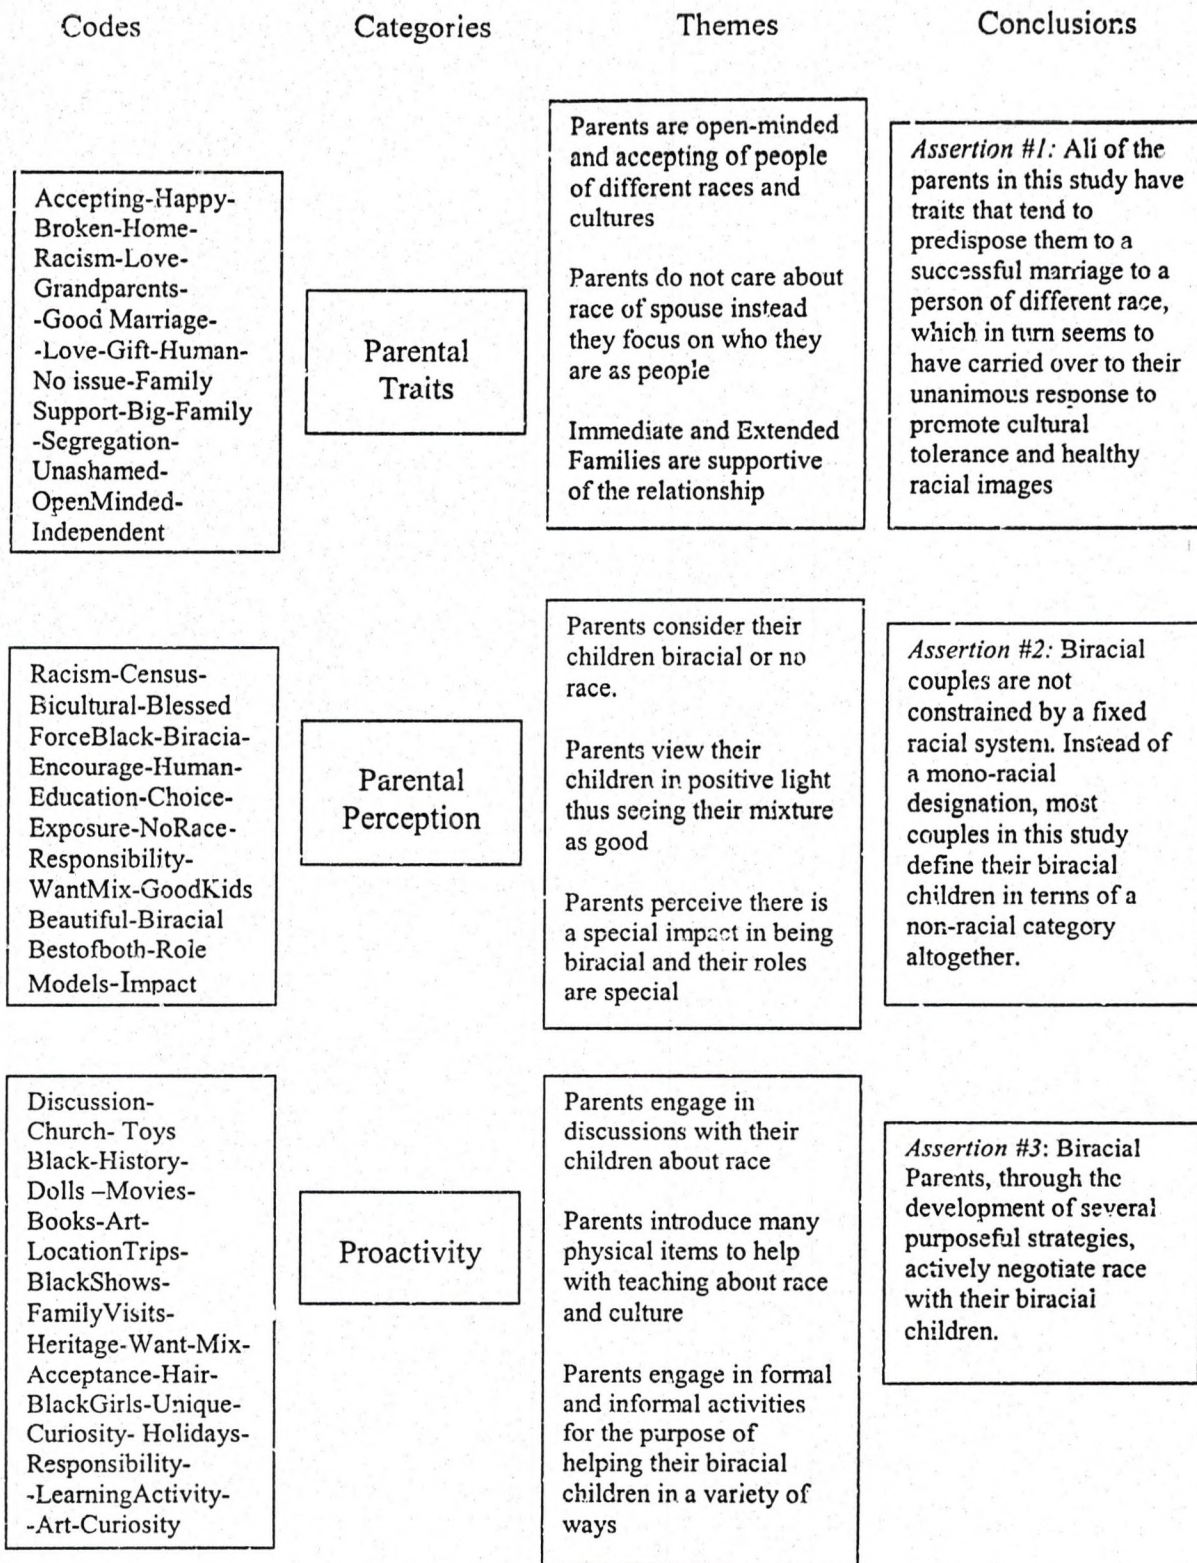 Codes
Categories
Themes
Conclusions
Accepting-Happy-
Broken-Home-
Racism-Love-
Grandparents-
-Good Marriage-
-Love-Gift-Human-
No issue-Family
Support-Big-Family
-Segregation-
Unashamed-
OpenMinded-
Independent
Parental
Traits
Parents are open-minded
and accepting of people
of different races and
cultures
Parents do not care about
race of spouse instead
they focus on who they
are as people
Immediate and Extended
Families are supportive
of the relationship
Assertion #1: All of the
parents in this study have
traits that tend to
predispose them to a
successful marriage to a
person of different race,
which in turn seems to
have carried over to their
unanimous response to
promote cultural
tolerance and healthy
racial images
Racism-Census-
Bicultural-Blessed
ForceBlack-Biracia-
Encourage-Human-
Education-Choice-
Exposure-NoRace-
Responsibility-
WantMix-GoodKids
Beautiful-Biracial
Bestofboth-Role
Models-Impact
Parental
Perception
Parents consider their
children biracial or no
race.
Parents view their
children in positive light
thus seeing their mixture
as good
Parents perceive there is
a special impact in being
biracial and their roles
are special
Assertion #2: Biracial
couples are not
constrained by a fixed
racial system. Instead of
a mono-racial
designation, most
couples in this study
define their biracial
children in terms of a
non-racial category
altogether.
Discussion-
Church- Toys
Black-History-
Dolls –Movies-
Books-Art-
LocationTrips-
BlackShows-
FamilyVisits-
Heritage-Want-Mix-
Acceptance-Hair-
BlackGirls-Unique-
Curiosity- Holidays-
Responsibility-
-LearningActivity-
-Art-Curiosity
Proactivity
Parents engage in
discussions with their
children about race
Parents introduce many
physical items to help
with teaching about race
and culture
Parents engage in formal
and informal activities
for the purpose of
helping their biracial
children in a variety of
ways
Assertion #3: Biracial
Parents, through the
development of several
purposeful strategies,
actively negotiate race
with their biracial
children.